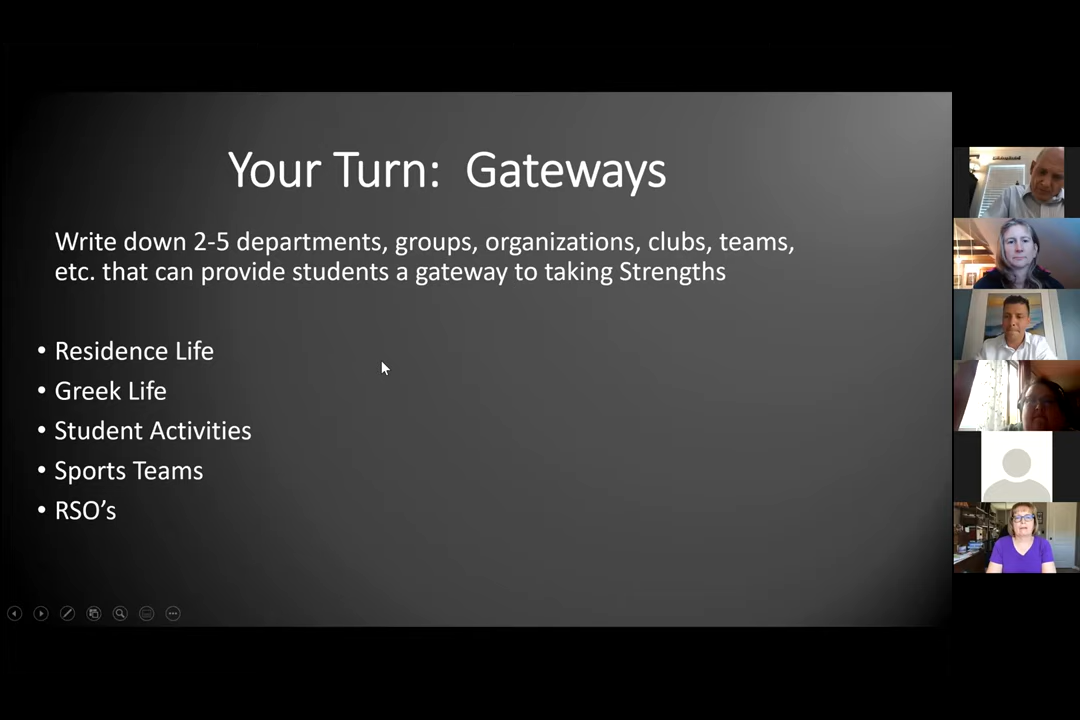 Your Turn:  Gateways
Write down 2-5 departments, groups, organizations, clubs, teams,
etc. that can provide students a gateway to taking Strengths
• Residence Life
• Greek Life
• Student Activities
• Sports Teams
• RSO’s